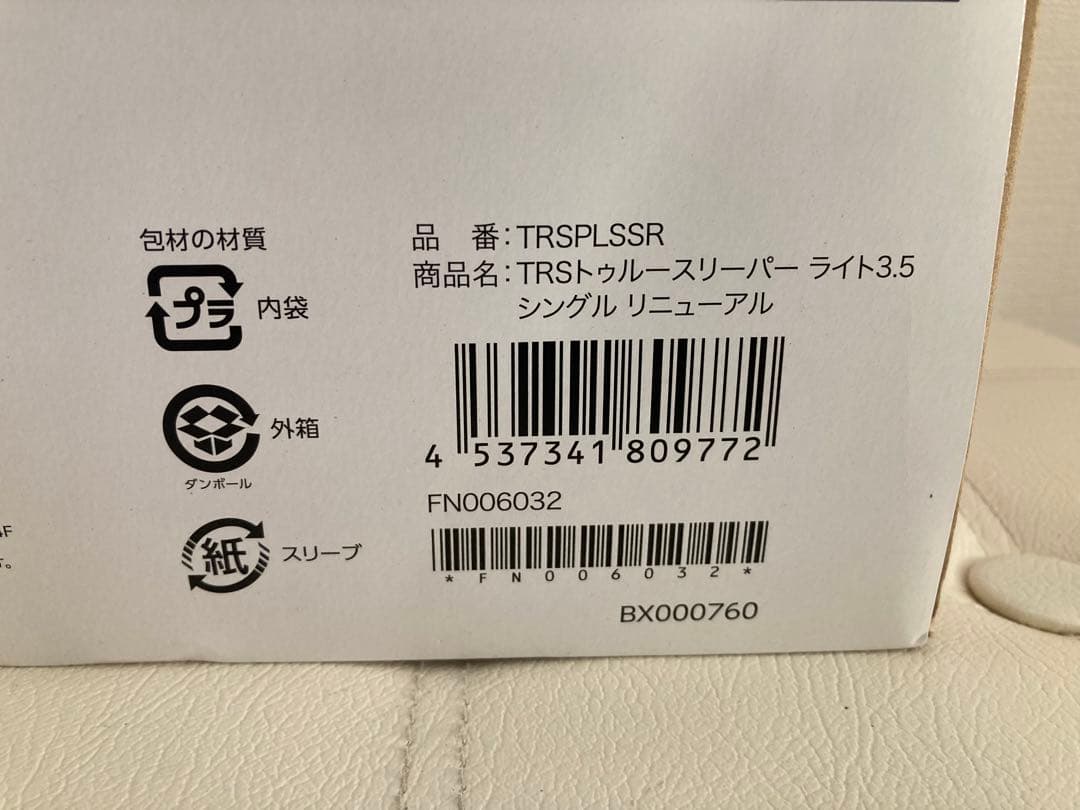 包材の材質
プラ 内袋
外箱
ダンボール
紙 スリーブ
F
す。
品　番：TRSPLSSR
商品名：TRSトゥルースリーパー ライト3.5
シングル リニューアル
4 537341 809772
FN006032
*FN006032*
BX000760